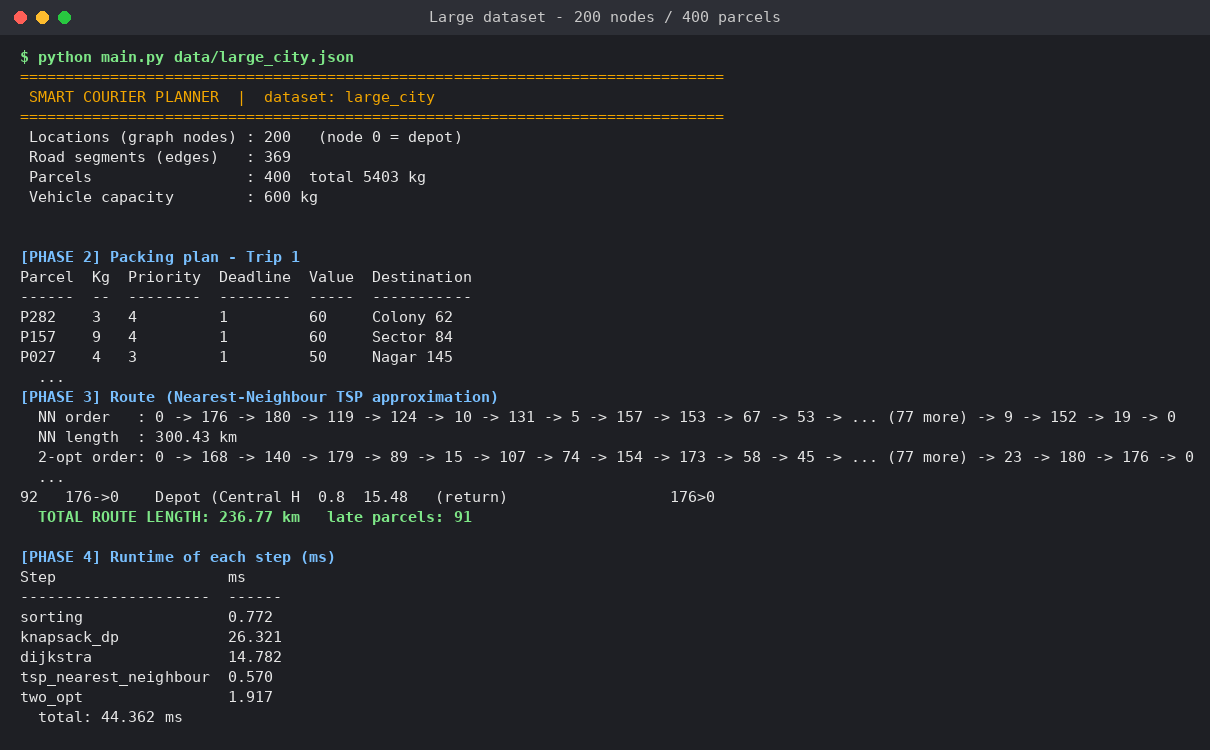 Large dataset - 200 nodes / 400 parcels
$ python main.py data/large_city.json
==============================================================================
SMART COURIER PLANNER  |  dataset: large_city
==============================================================================
Locations (graph nodes) : 200   (node 0 = depot)
Road segments (edges)   : 369
Parcels                 : 400  total 5403 kg
Vehicle capacity        : 600 kg
[PHASE 2] Packing plan - Trip 1
Parcel  Kg  Priority  Deadline  Value  Destination
------  --  --------  --------  -----  -----------
P282    3   4         1         60     Colony 62
P157    9   4         1         60     Sector 84
P027    4   3         1         50     Nagar 145
...
[PHASE 3] Route (Nearest-Neighbour TSP approximation)
NN order   : 0 -> 176 -> 180 -> 119 -> 124 -> 10 -> 131 -> 5 -> 157 -> 153 -> 67 -> 53 -> ... (77 more) -> 9 -> 152 -> 19 -> 0
NN length  : 300.43 km
2-opt order: 0 -> 168 -> 140 -> 179 -> 89 -> 15 -> 107 -> 74 -> 154 -> 173 -> 58 -> 45 -> ... (77 more) -> 23 -> 180 -> 176 -> 0
...
92   176->0    Depot (Central H  0.8  15.48   (return)                  176>0
TOTAL ROUTE LENGTH: 236.77 km   late parcels: 91
[PHASE 4] Runtime of each step (ms)
Step                   ms
---------------------  ------
sorting                0.772
knapsack_dp            26.321
dijkstra               14.782
tsp_nearest_neighbour  0.570
two_opt                1.917
total: 44.362 ms